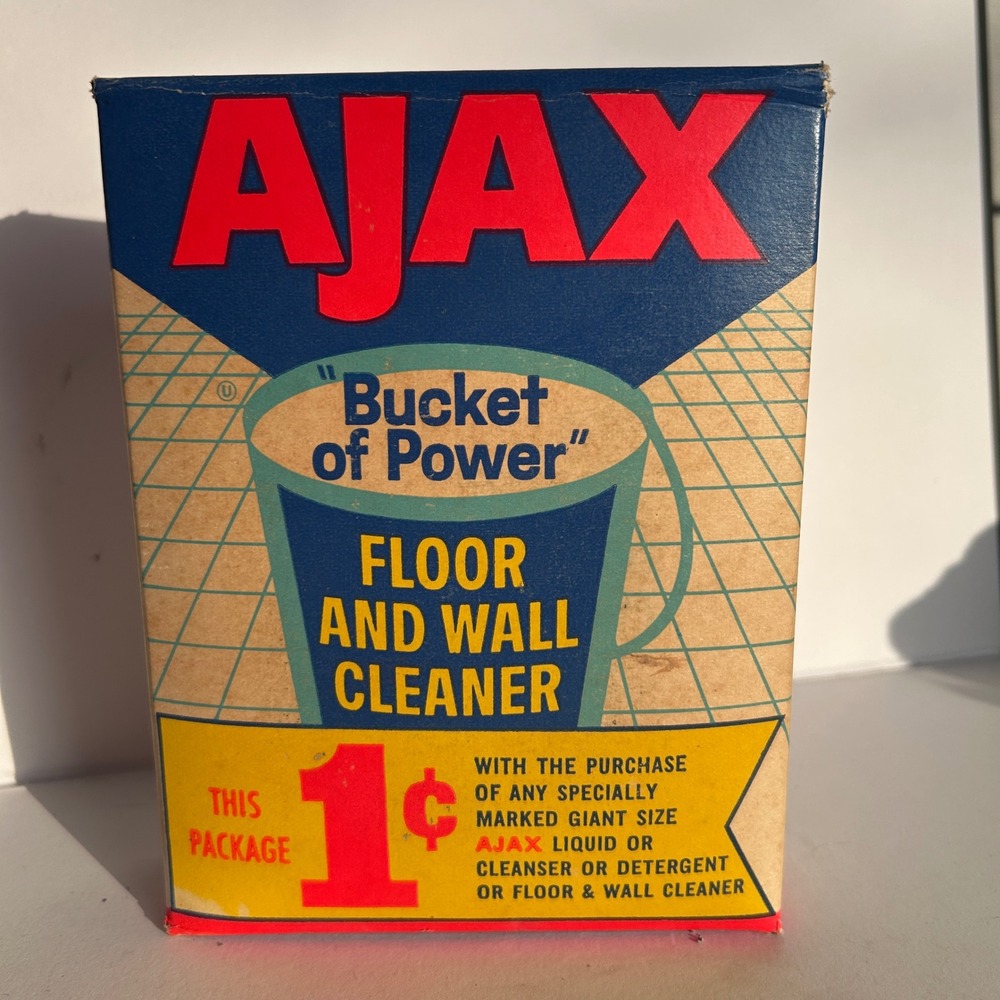 AJAX
Ⓤ
"Bucket
of Power"
FLOOR
AND WALL
CLEANER
THIS
PACKAGE
1¢
WITH THE PURCHASE
OF ANY SPECIALLY
MARKED GIANT SIZE
AJAX LIQUID OR
CLEANSER OR DETERGENT
OR FLOOR & WALL CLEANER